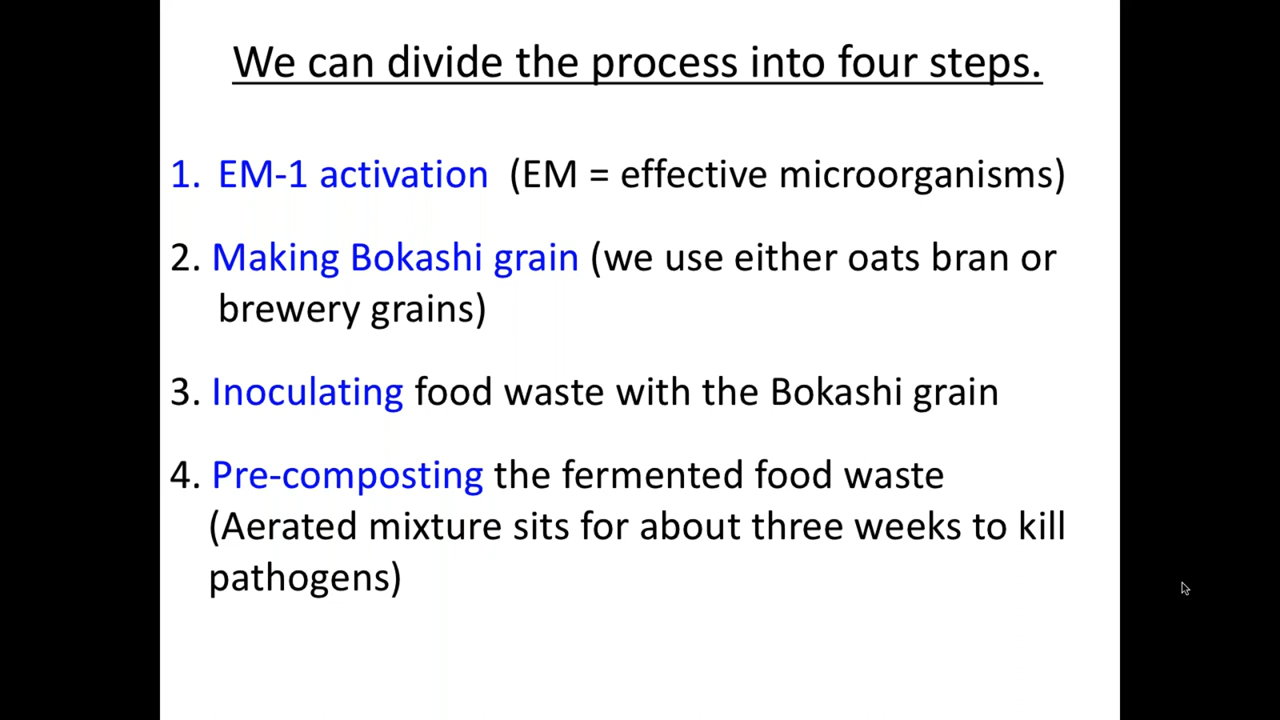 We can divide the process into four steps.
1. EM-1 activation (EM = effective microorganisms)
2. Making Bokashi grain (we use either oats bran or
brewery grains)
3. Inoculating food waste with the Bokashi grain
4. Pre-composting the fermented food waste
(Aerated mixture sits for about three weeks to kill
pathogens)